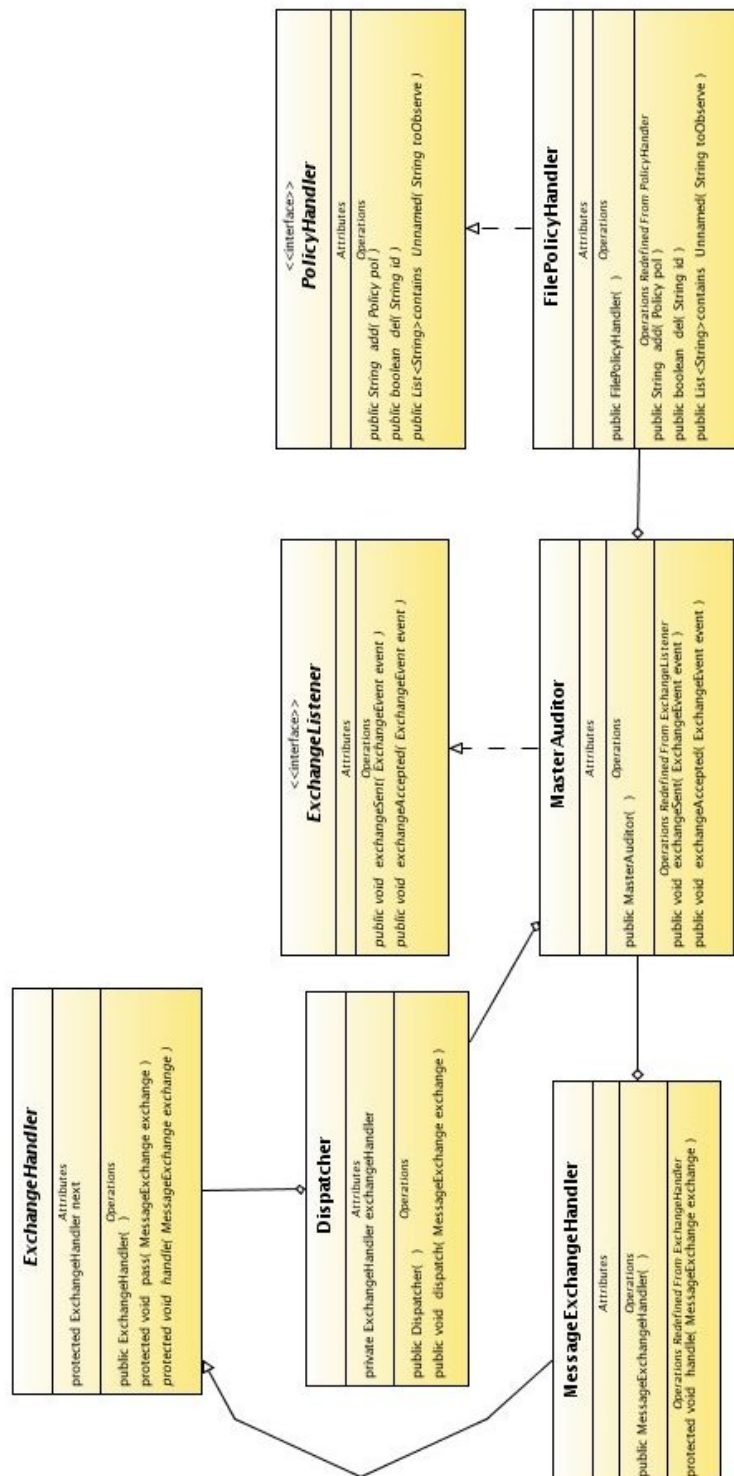 ExchangeHandler
Attributes
protected ExchangeHandler next
Operations
public ExchangeHandler( )
protected void pass( MessageExchange exchange )
protected void handle( MessageExchange exchange )
<<interface>>
ExchangeListener
Attributes
Operations
public void exchangeSent( ExchangeEvent event )
public void exchangeAccepted( ExchangeEvent event )
<<interface>>
PolicyHandler
Attributes
Operations
public String add( Policy pol )
public boolean del( String id )
public List<String>contains Unnamed( String toObserve )
Dispatcher
Attributes
private ExchangeHandler exchangeHandler
Operations
public Dispatcher( )
public void dispatch( MessageExchange exchange )
MessageExchangeHandler
Attributes
Operations
public MessageExchangeHandler( )
Operations Redefined From ExchangeHandler
protected void handle( MessageExchange exchange )
MasterAuditor
Attributes
Operations
public MasterAuditor( )
Operations Redefined From ExchangeListener
public void exchangeSent( ExchangeEvent event )
public void exchangeAccepted( ExchangeEvent event )
FilePolicyHandler
Attributes
Operations
public FilePolicyHandler( )
Operations Redefined From PolicyHandler
public String add( Policy pol )
public boolean del( String id )
public List<String>contains Unnamed( String toObserve )